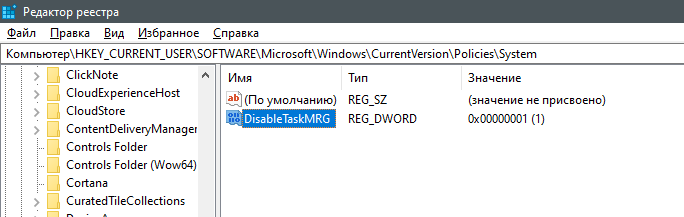 Редактор реестра
Файл Правка Вид Избранное Справка
Компьютер\HKEY_CURRENT_USER\SOFTWARE\Microsoft\Windows\CurrentVersion\Policies\System
Имя Тип Значение
ClickNote
CloudExperienceHost
CloudStore
ContentDeliveryManager
Controls Folder
Controls Folder (Wow64)
Cortana
CuratedTileCollections
(По умолчанию) REG_SZ (значение не присвоено)
DisableTaskMRG REG_DWORD 0x00000001 (1)